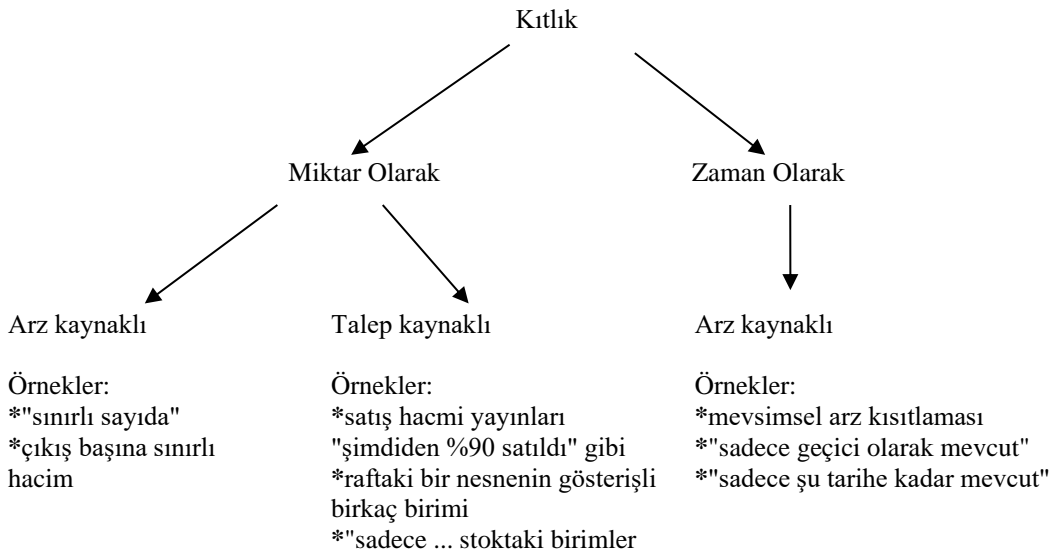 Kıtlık
Miktar Olarak
Zaman Olarak
Arz kaynaklı
Örnekler:
*"sınırlı sayıda"
*çıkış başına sınırlı
hacim
Talep kaynaklı
Örnekler:
*satış hacmi yayınları
"şimdiden %90 satıldı" gibi
*raftaki bir nesnenin gösterişli
birkaç birimi
*"sadece ... stoktaki birimler
Arz kaynaklı
Örnekler:
*mevsimsel arz kısıtlaması
*"sadece geçici olarak mevcut"
*"sadece şu tarihe kadar mevcut"